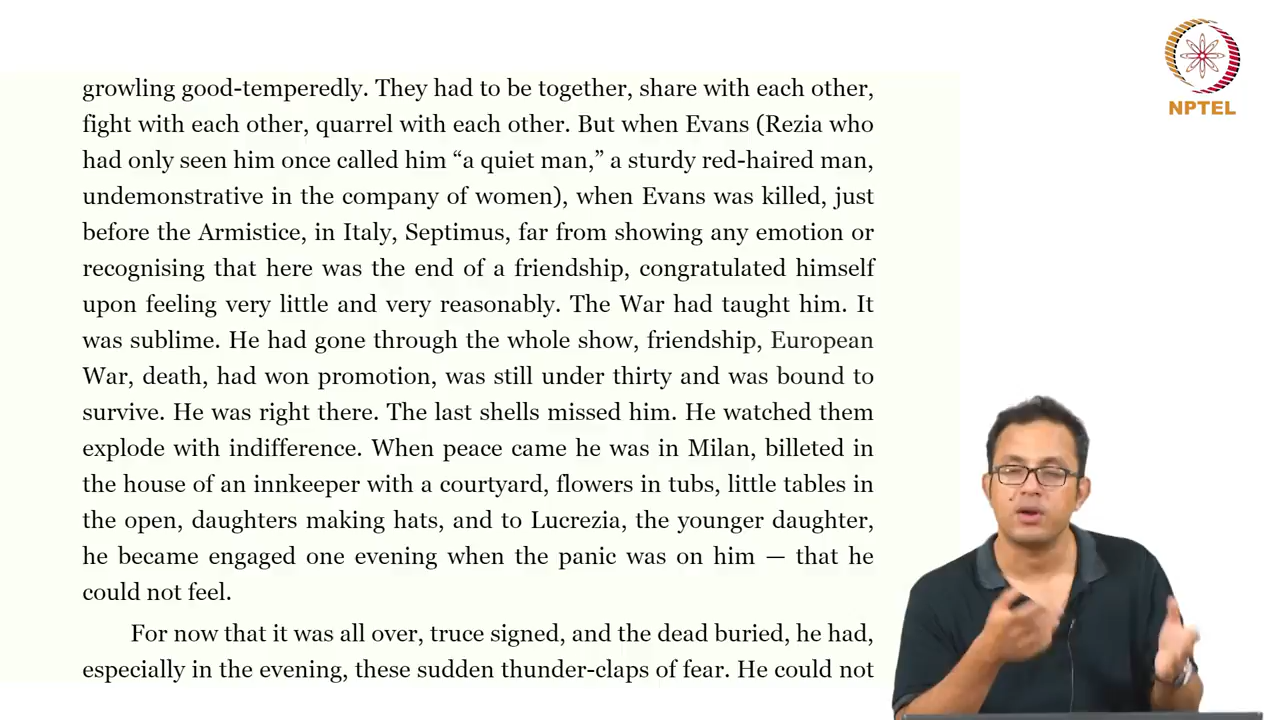 NPTEL
growling good-temperedly. They had to be together, share with each other,
fight with each other, quarrel with each other. But when Evans (Rezia who
had only seen him once called him “a quiet man,” a sturdy red-haired man,
undemonstrative in the company of women), when Evans was killed, just
before the Armistice, in Italy, Septimus, far from showing any emotion or
recognising that here was the end of a friendship, congratulated himself
upon feeling very little and very reasonably. The War had taught him. It
was sublime. He had gone through the whole show, friendship, European
War, death, had won promotion, was still under thirty and was bound to
survive. He was right there. The last shells missed him. He watched them
explode with indifference. When peace came he was in Milan, billeted in
the house of an innkeeper with a courtyard, flowers in tubs, little tables in
the open, daughters making hats, and to Lucrezia, the younger daughter,
he became engaged one evening when the panic was on him — that he
could not feel.
For now that it was all over, truce signed, and the dead buried, he had,
especially in the evening, these sudden thunder-claps of fear. He could not